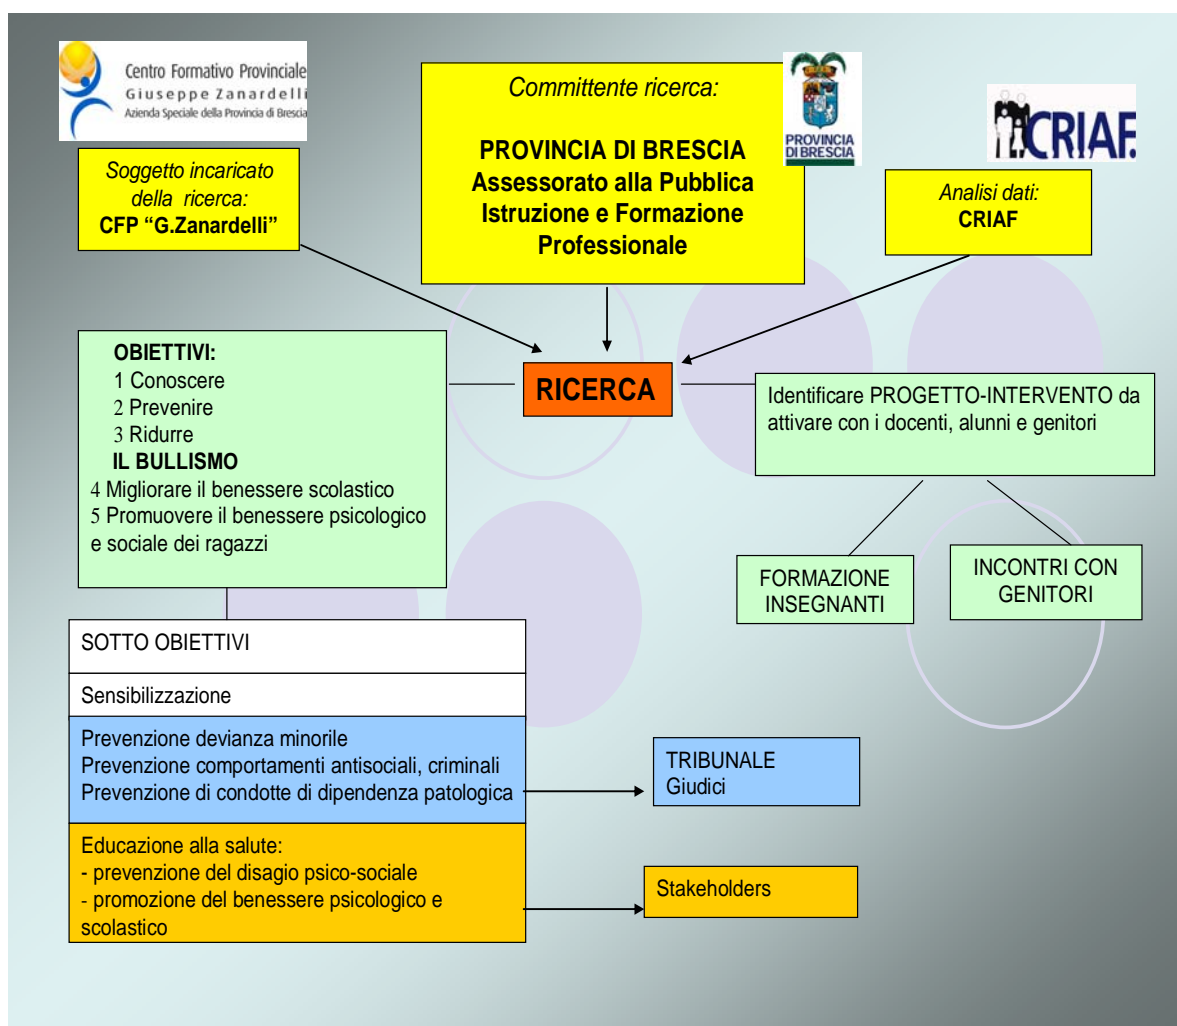 Centro Formativo Provinciale
Giuseppe Zanardelli
Azienda Speciale della Provincia di Brescia
Soggetto incaricato
della ricerca:
CFP “G.Zanardelli”
Committente ricerca:
PROVINCIA DI BRESCIA
Assessorato alla Pubblica
Istruzione e Formazione
Professionale
PROVINCIA
DI BRESCIA
CRIAF.
Analisi dati:
CRIAF
RICERCA
OBIETTIVI:
1 Conoscere
2 Prevenire
3 Ridurre
IL BULLISMO
4 Migliorare il benessere scolastico
5 Promuovere il benessere psicologico
e sociale dei ragazzi
Identificare PROGETTO-INTERVENTO da
attivare con i docenti, alunni e genitori
FORMAZIONE
INSEGNANTI
INCONTRI CON
GENITORI
SOTTO OBIETTIVI
Sensibilizzazione
Prevenzione devianza minorile
Prevenzione comportamenti antisociali, criminali
Prevenzione di condotte di dipendenza patologica
TRIBUNALE
Giudici
Educazione alla salute:
- prevenzione del disagio psico-sociale
- promozione del benessere psicologico e
scolastico
Stakeholders